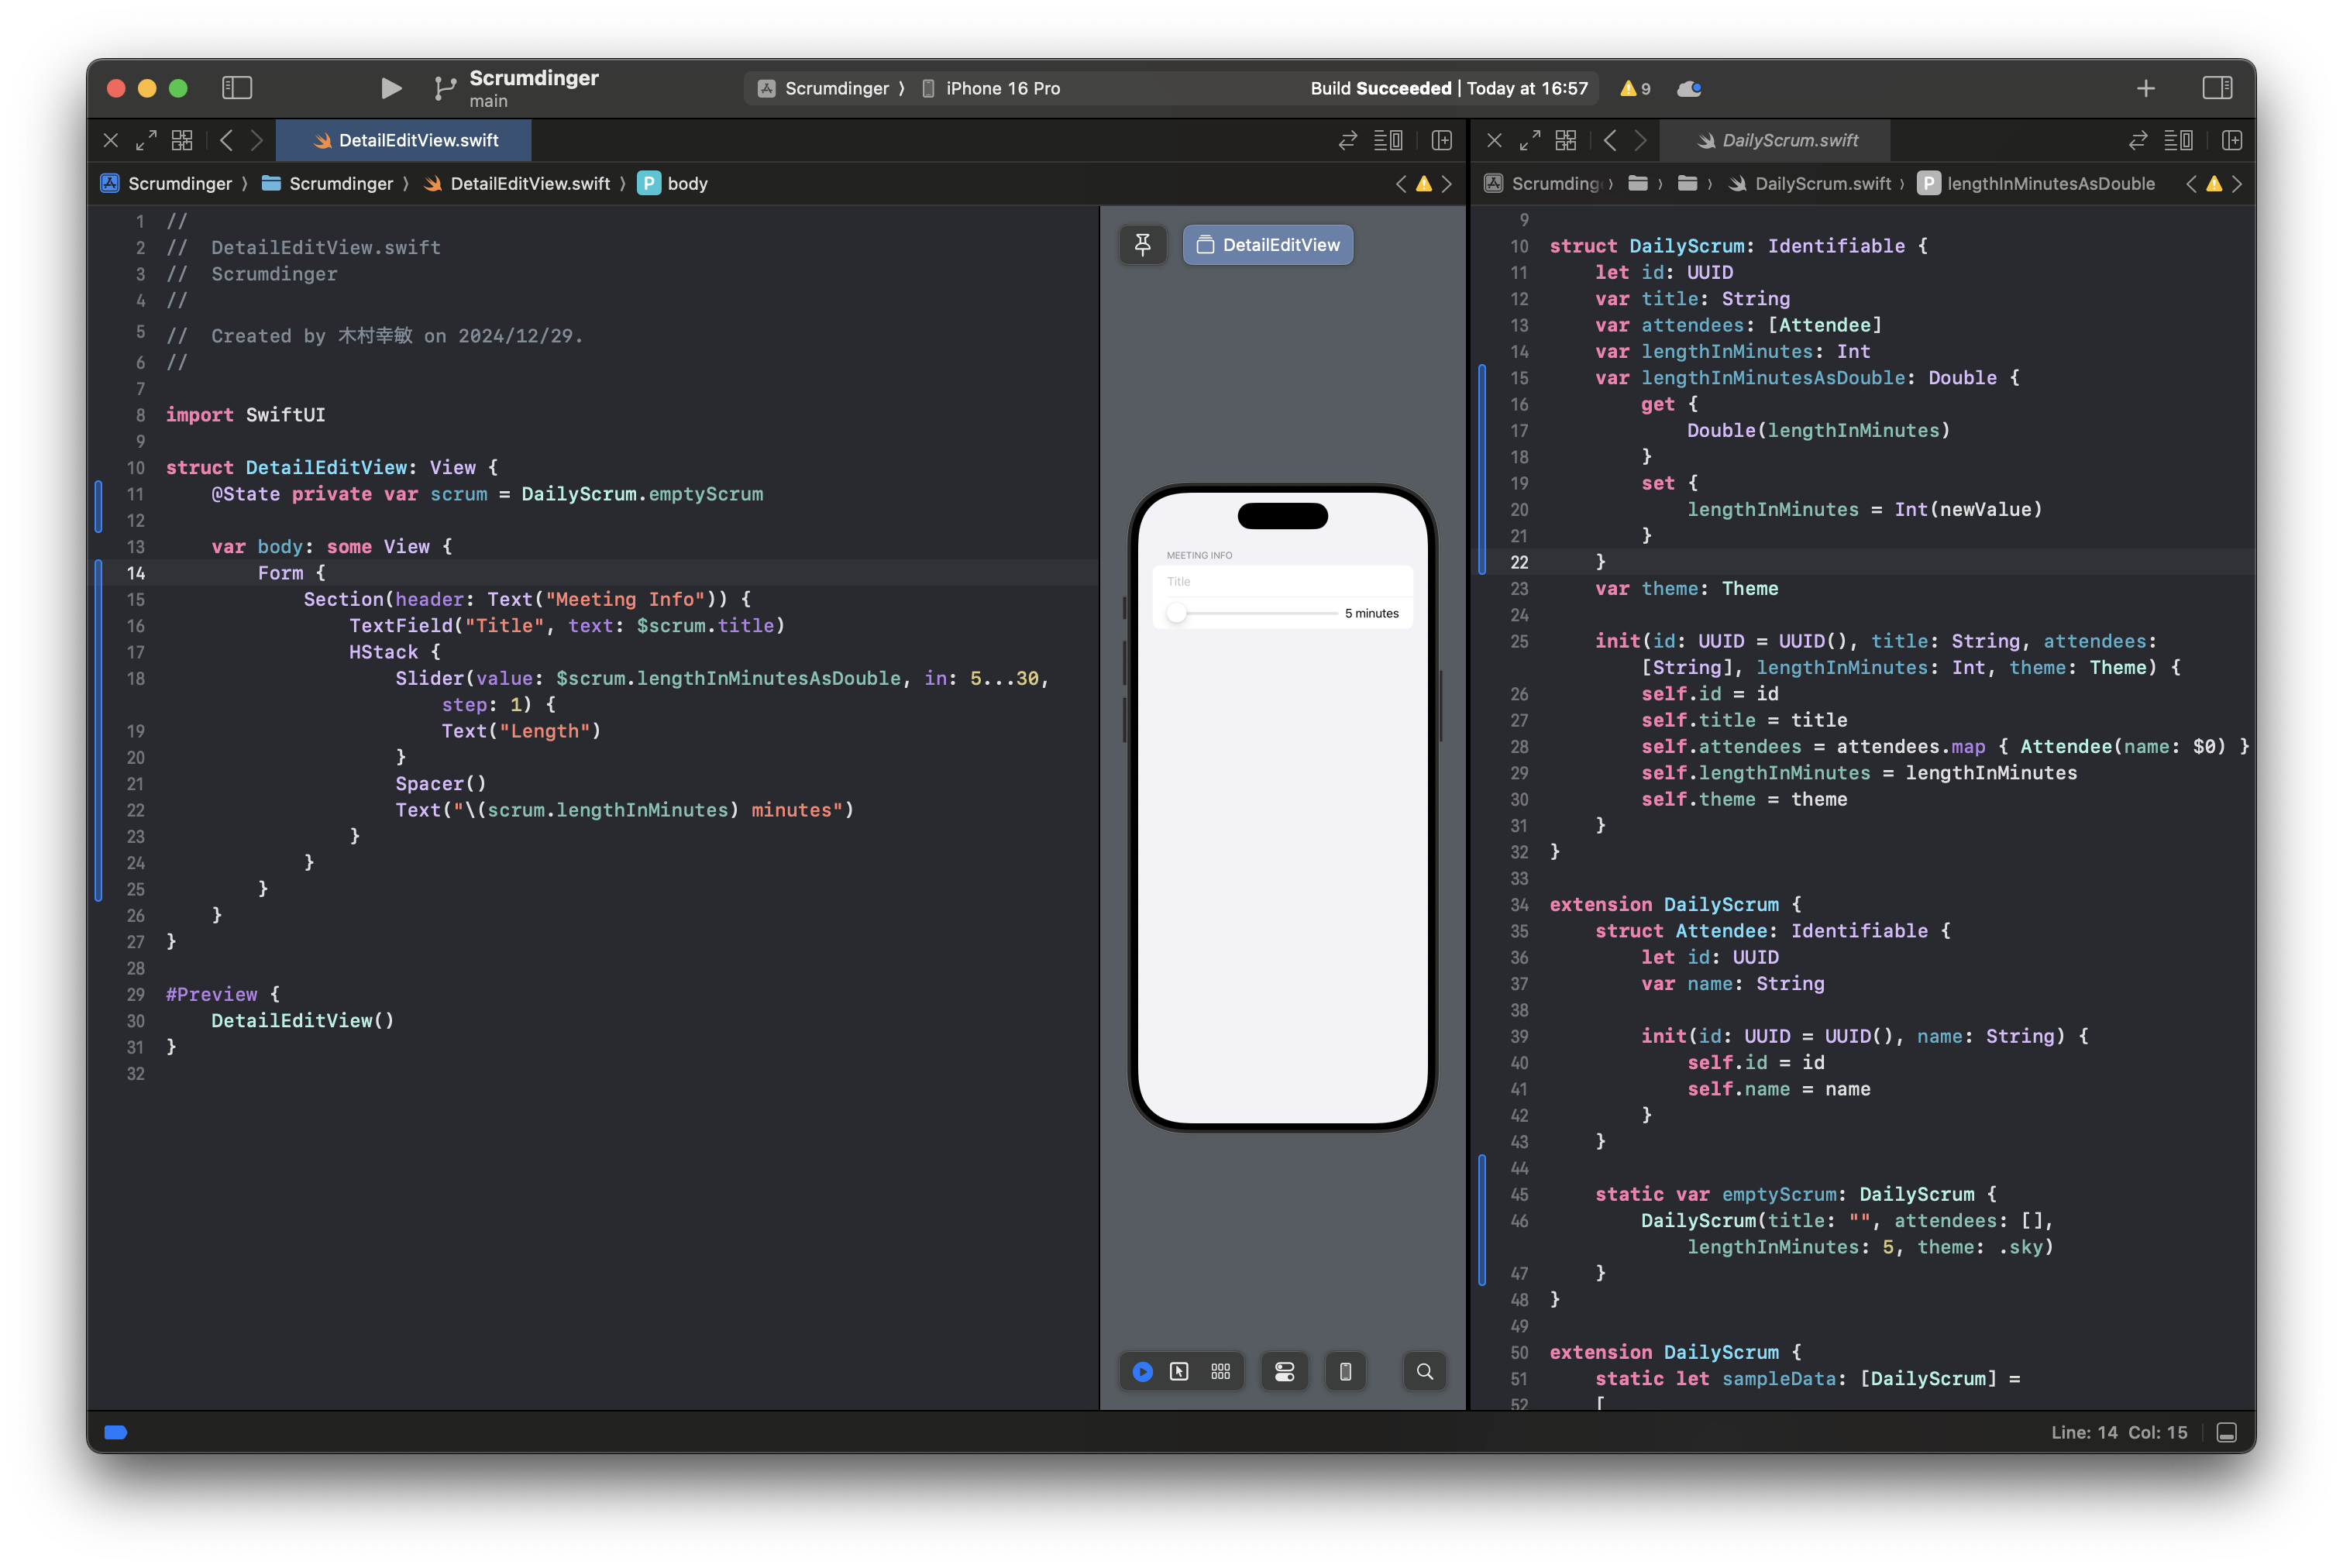 Scrumdinger
main
Scrumdinger 〉 iPhone 16 Pro
Build Succeeded | Today at 16:57
9
DetailEditView.swift
Scrumdinger 〉 Scrumdinger 〉 DetailEditView.swift 〉 P body
1 //
2 //  DetailEditView.swift
3 //  Scrumdinger
4 //
5 //  Created by 木村幸敏 on 2024/12/29.
6 //
7
8 import SwiftUI
9
10 struct DetailEditView: View {
11     @State private var scrum = DailyScrum.emptyScrum
12
13     var body: some View {
14         Form {
15             Section(header: Text("Meeting Info")) {
16                 TextField("Title", text: $scrum.title)
17                 HStack {
18                     Slider(value: $scrum.lengthInMinutesAsDouble, in: 5...30,
step: 1) {
19                         Text("Length")
20                     }
21                     Spacer()
22                     Text("\(scrum.lengthInMinutes) minutes")
23                 }
24             }
25         }
26     }
27 }
28
29 #Preview {
30     DetailEditView()
31 }
32
DetailEditView
MEETING INFO
Title
5 minutes
DailyScrum.swift
Scrumding 〉 〉 〉 DailyScrum.swift 〉 P lengthInMinutesAsDouble
9
10 struct DailyScrum: Identifiable {
11     let id: UUID
12     var title: String
13     var attendees: [Attendee]
14     var lengthInMinutes: Int
15     var lengthInMinutesAsDouble: Double {
16         get {
17             Double(lengthInMinutes)
18         }
19         set {
20             lengthInMinutes = Int(newValue)
21         }
22     }
23     var theme: Theme
24
25     init(id: UUID = UUID(), title: String, attendees:
[String], lengthInMinutes: Int, theme: Theme) {
26         self.id = id
27         self.title = title
28         self.attendees = attendees.map { Attendee(name: $0) }
29         self.lengthInMinutes = lengthInMinutes
30         self.theme = theme
31     }
32 }
33
34 extension DailyScrum {
35     struct Attendee: Identifiable {
36         let id: UUID
37         var name: String
38
39         init(id: UUID = UUID(), name: String) {
40             self.id = id
41             self.name = name
42         }
43     }
44
45     static var emptyScrum: DailyScrum {
46         DailyScrum(title: "", attendees: [],
lengthInMinutes: 5, theme: .sky)
47     }
48 }
49
50 extension DailyScrum {
51     static let sampleData: [DailyScrum] =
52     [
Line: 14  Col: 15